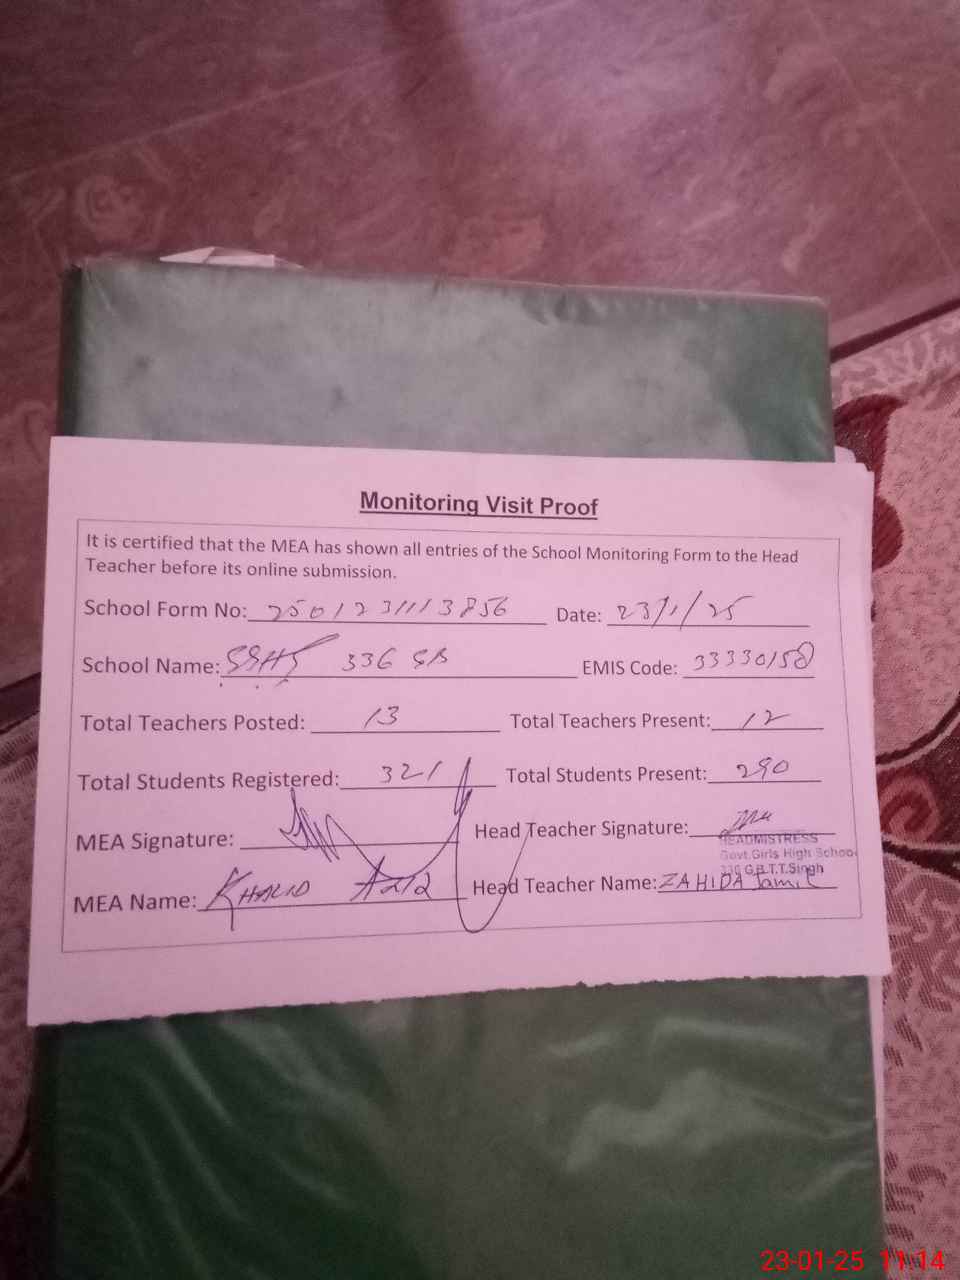 Monitoring Visit Proof
It is certified that the MEA has shown all entries of the School Monitoring Form to the Head
Teacher before its online submission.
School Form No: 2501231113856 Date: 23/1/25
School Name: GGHS 336 GB EMIS Code: 33330158
Total Teachers Posted: 13 Total Teachers Present: 12
Total Students Registered: 321 Total Students Present: 290
MEA Signature: Head Teacher Signature:
HEADMISTRESS
Govt.Girls High School
336 G.B.T.T.Singh
MEA Name: KHALID AZIZ Head Teacher Name: ZAHIDA Jamil
23-01-25 11:14